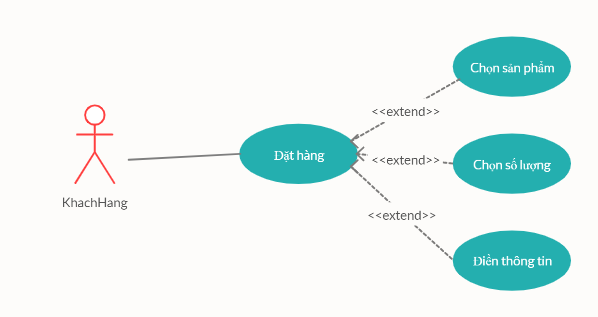 Chọn sản phẩm
<<extend>>
Đặt hàng
<<extend>>
Chọn số lượng
KhachHang
<<extend>>
Điền thông tin